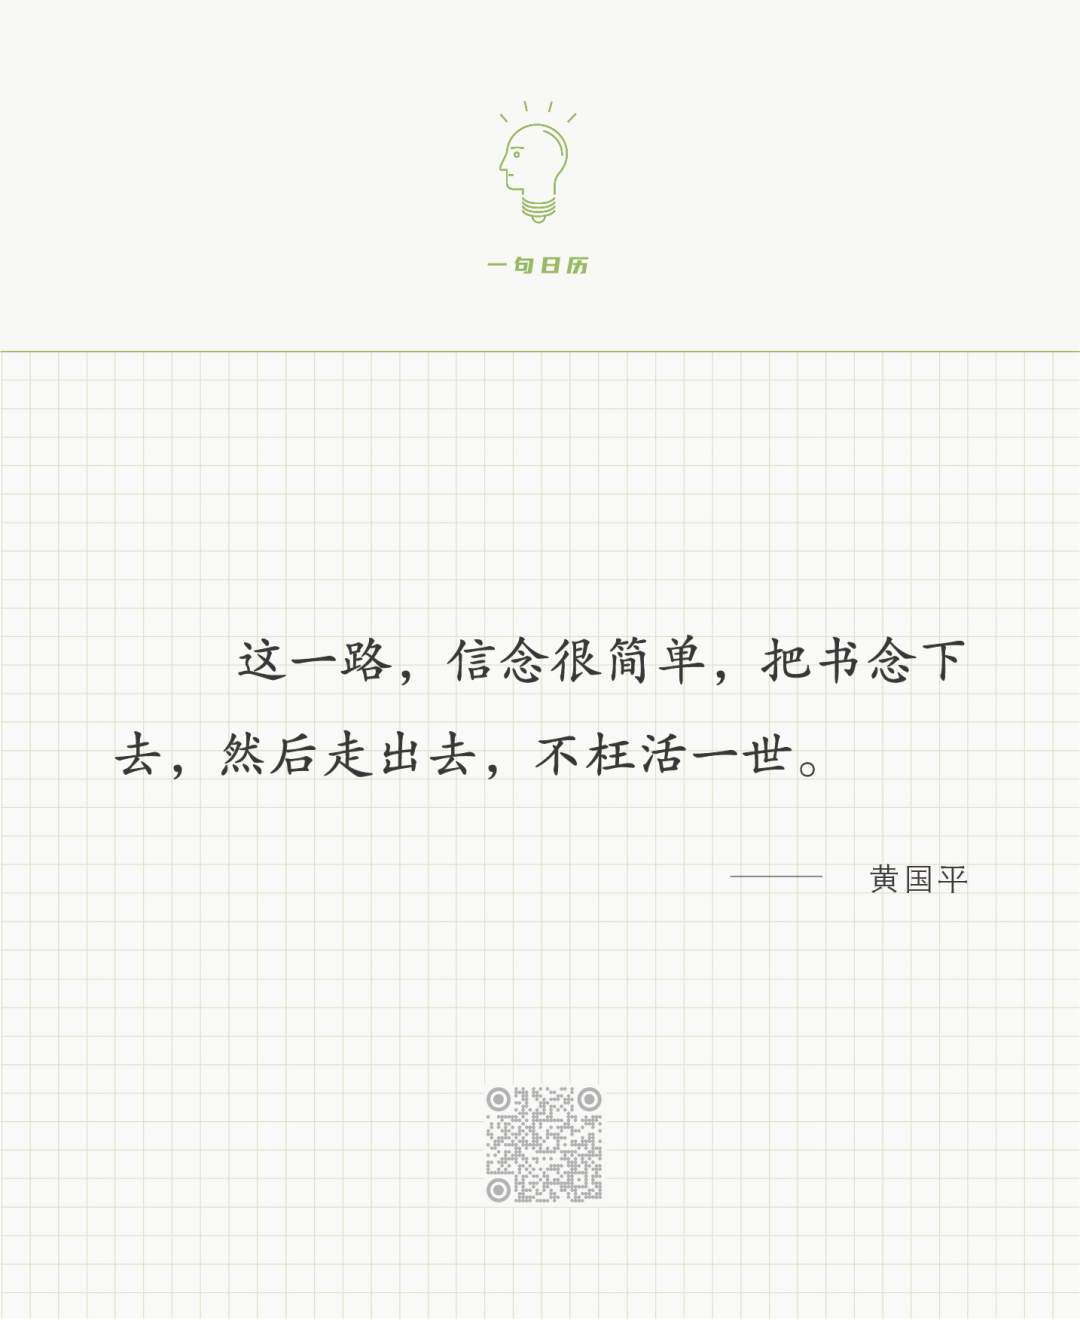 一句日历
这一路，信念很简单，把书念下
去，然后走出去，不枉活一世。
—— 黄国平